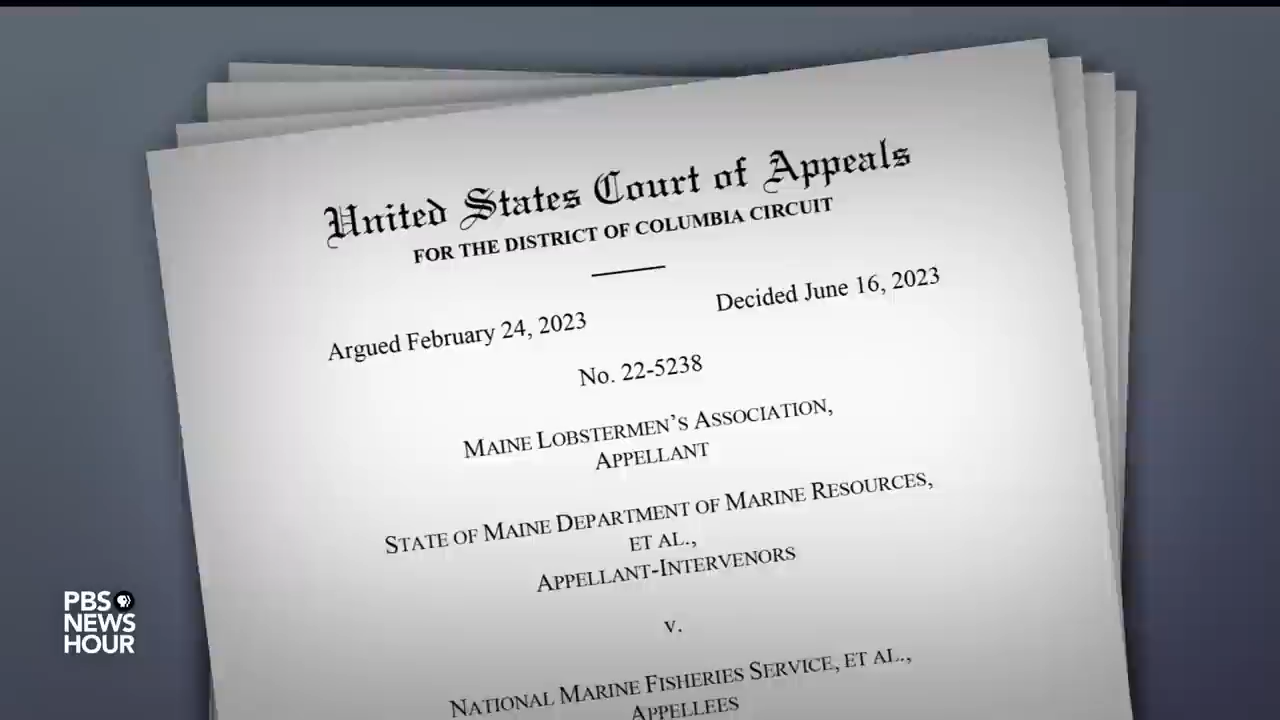 United States Court of Appeals
FOR THE DISTRICT OF COLUMBIA CIRCUIT
Argued February 24, 2023
Decided June 16, 2023
No. 22-5238
MAINE LOBSTERMEN'S ASSOCIATION,
APPELLANT
STATE OF MAINE DEPARTMENT OF MARINE RESOURCES,
ET AL.,
APPELLANT-INTERVENORS
v.
NATIONAL MARINE FISHERIES SERVICE, ET AL.,
APPELLEES
PBS
NEWS
HOUR